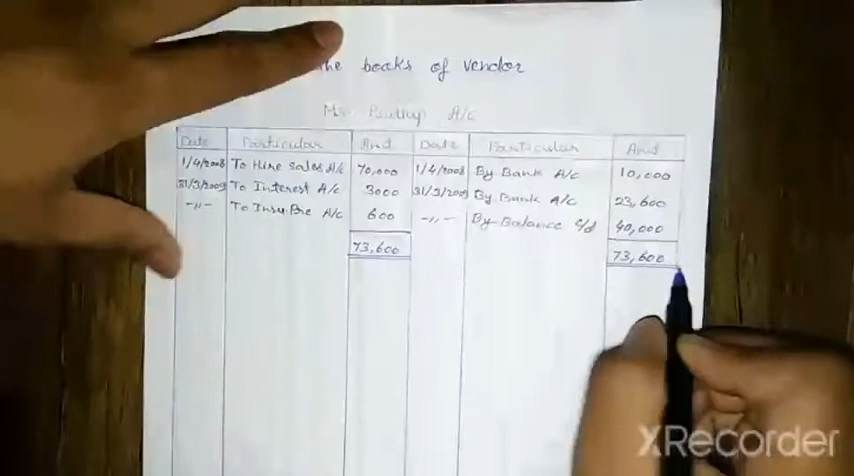 the books of vendor
Mr. A/c
Date Particular Amt Date Particular Amt
1/4/2008 To Hire Sales A/c 70,000 1/4/2008 By Bank A/c 10,000
31/3/2009 To Interest A/c 3000 31/3/2009 By Bank A/c 23,600
-,,- To Insu. Pre A/c 600 -,,- By Balance c/d 40,000
73,600 73,600
XRecorder